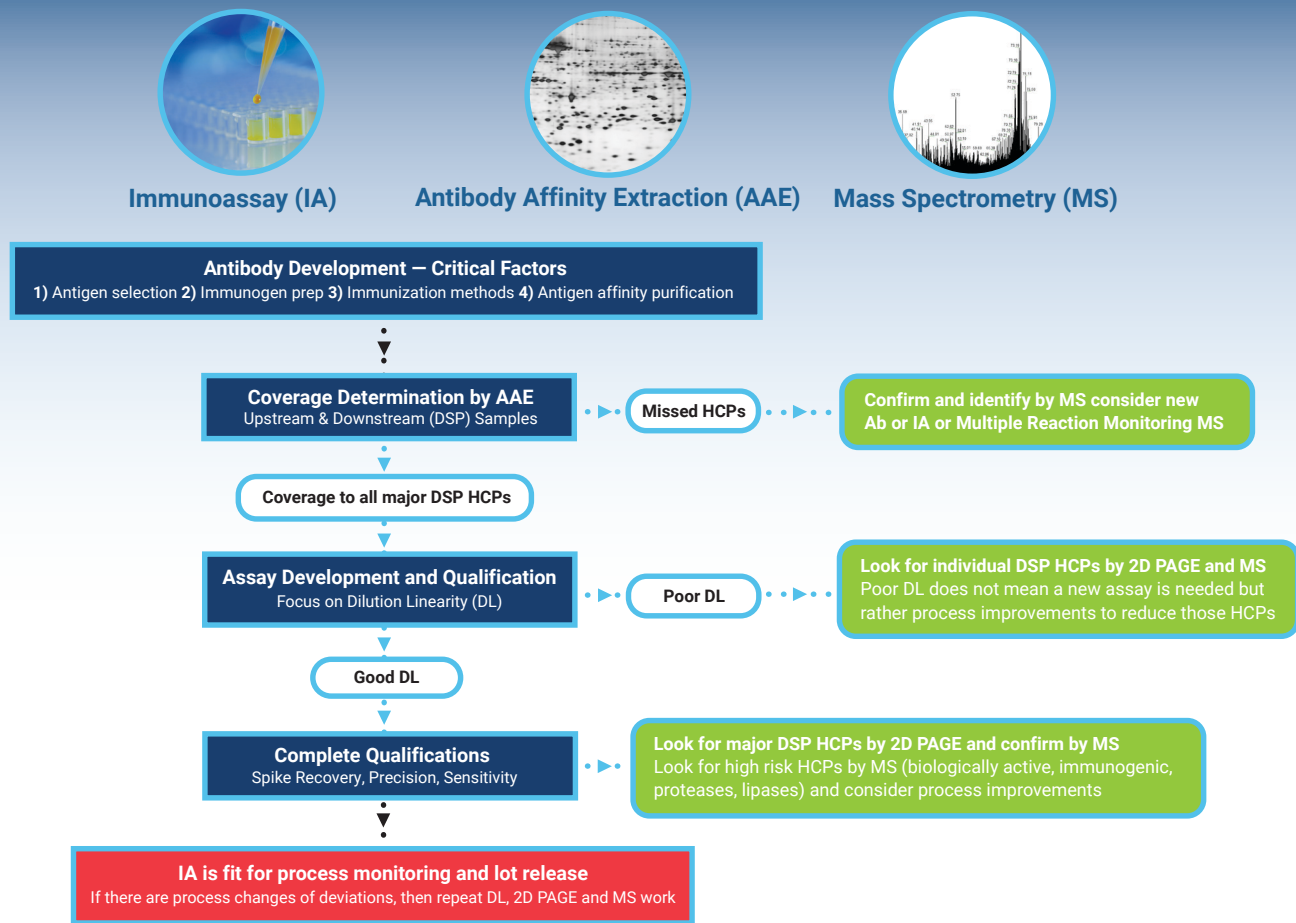 Immunoassay (IA)
Antibody Affinity Extraction (AAE)
Mass Spectrometry (MS)
Antibody Development — Critical Factors
1) Antigen selection 2) Immunogen prep 3) Immunization methods 4) Antigen affinity purification
Coverage Determination by AAE
Upstream & Downstream (DSP) Samples
Missed HCPs
Confirm and identify by MS consider new
Ab or IA or Multiple Reaction Monitoring MS
Coverage to all major DSP HCPs
Assay Development and Qualification
Focus on Dilution Linearity (DL)
Poor DL
Look for individual DSP HCPs by 2D PAGE and MS
Poor DL does not mean a new assay is needed but
rather process improvements to reduce those HCPs
Good DL
Complete Qualifications
Spike Recovery, Precision, Sensitivity
Look for major DSP HCPs by 2D PAGE and confirm by MS
Look for high risk HCPs by MS (biologically active, immunogenic,
proteases, lipases) and consider process improvements
IA is fit for process monitoring and lot release
If there are process changes of deviations, then repeat DL, 2D PAGE and MS work